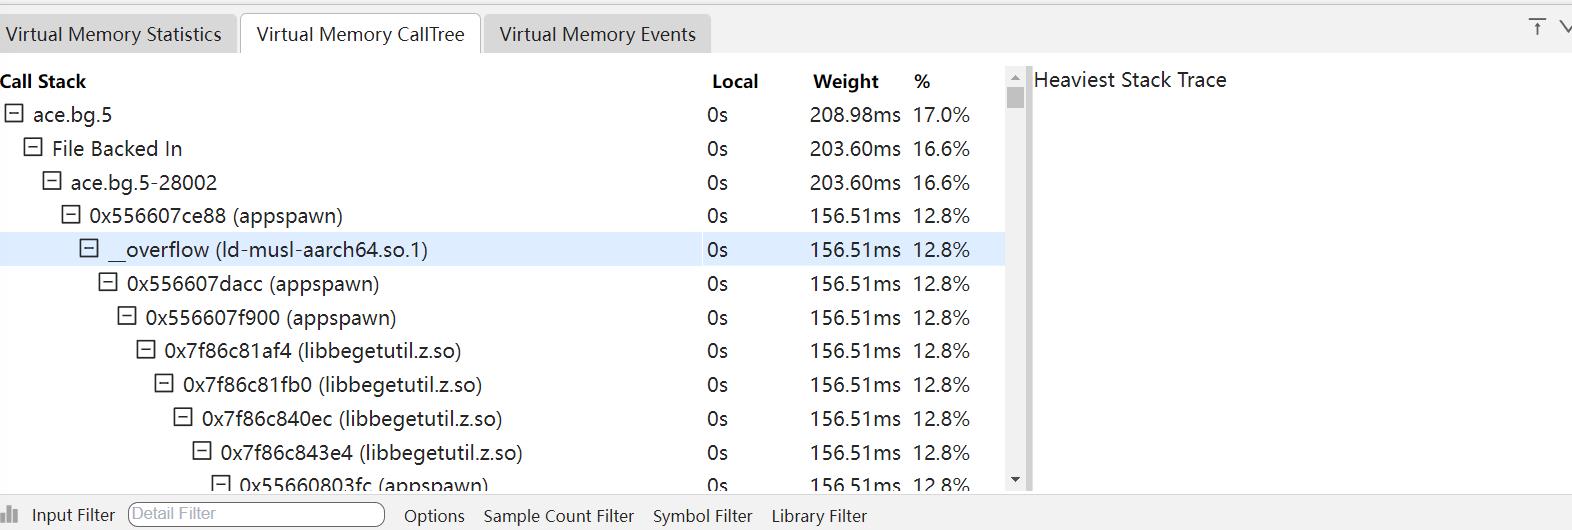 Virtual Memory Statistics Virtual Memory CallTree Virtual Memory Events
Call Stack Local Weight % Heaviest Stack Trace
ace.bg.5 0s 208.98ms 17.0%
File Backed In 0s 203.60ms 16.6%
ace.bg.5-28002 0s 203.60ms 16.6%
0x556607ce88 (appspawn) 0s 156.51ms 12.8%
__overflow (ld-musl-aarch64.so.1) 0s 156.51ms 12.8%
0x556607dacc (appspawn) 0s 156.51ms 12.8%
0x556607f900 (appspawn) 0s 156.51ms 12.8%
0x7f86c81af4 (libbegetutil.z.so) 0s 156.51ms 12.8%
0x7f86c81fb0 (libbegetutil.z.so) 0s 156.51ms 12.8%
0x7f86c840ec (libbegetutil.z.so) 0s 156.51ms 12.8%
0x7f86c843e4 (libbegetutil.z.so) 0s 156.51ms 12.8%
0x55660803fc (appspawn) 0s 156.51ms 12.8%
Input Filter Detail Filter Options Sample Count Filter Symbol Filter Library Filter